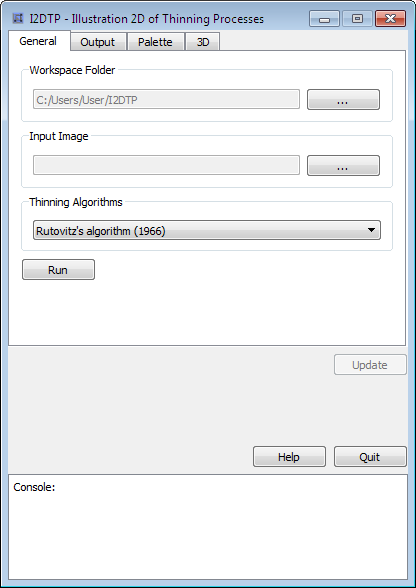 I2DTP - Illustration 2D of Thinning Processes
General Output Palette 3D
Workspace Folder
C:/Users/User/I2DTP ...
Input Image
...
Thinning Algorithms
Rutovitz's algorithm (1966)
Run
Update
Help Quit
Console: